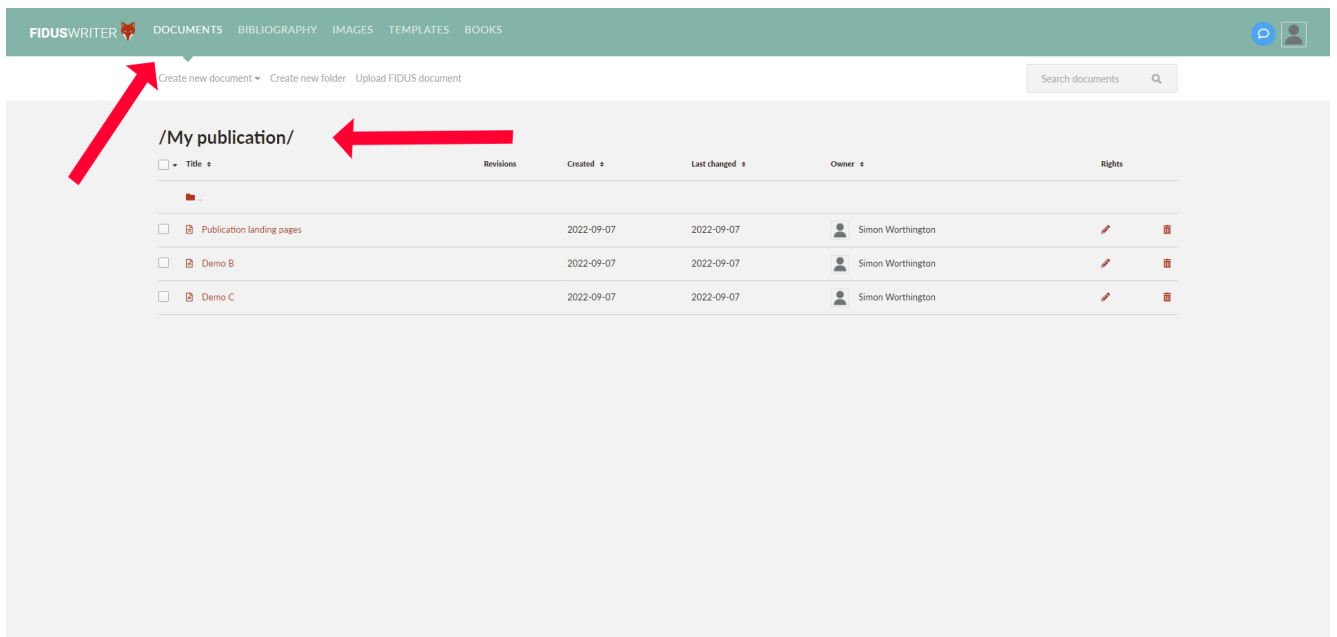 FIDUSWRITER DOCUMENTS BIBLIOGRAPHY IMAGES TEMPLATES BOOKS
Create new document Create new folder Upload FIDUS document Search documents
/My publication/
Title Revisions Created Last changed Owner Rights
..
Publication landing pages 2022-09-07 2022-09-07 Simon Worthington
Demo B 2022-09-07 2022-09-07 Simon Worthington
Demo C 2022-09-07 2022-09-07 Simon Worthington